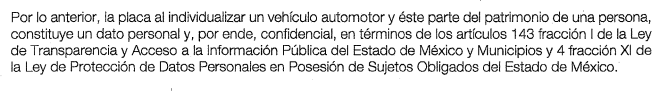 Por lo anterior, la placa al individualizar un vehículo automotor y éste parte del patrimonio de una persona,
constituye un dato personal y, por ende, confidencial, en términos de los artículos 143 fracción I de la Ley
de Transparencia y Acceso a la Información Pública del Estado de México y Municipios y 4 fracción XI de
la Ley de Protección de Datos Personales en Posesión de Sujetos Obligados del Estado de México.